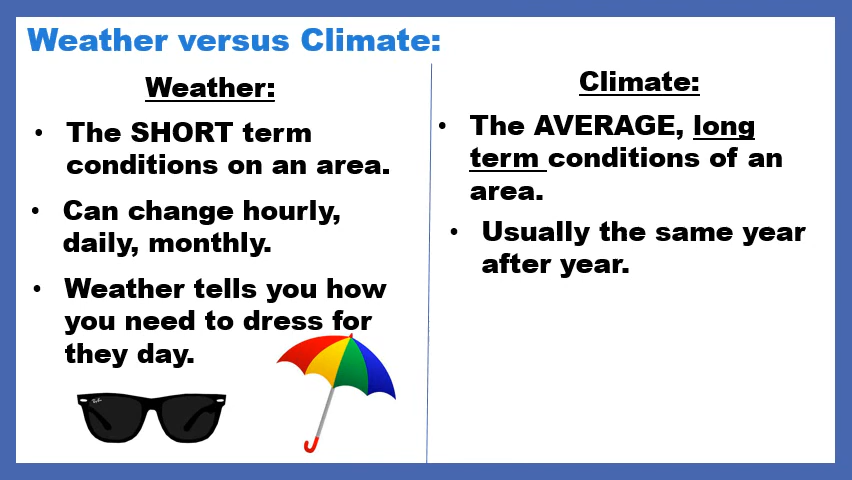 Weather versus Climate:
Weather:
• The SHORT term
conditions on an area.
• Can change hourly,
daily, monthly.
• Weather tells you how
you need to dress for
they day.
Climate:
• The AVERAGE, long
term conditions of an
area.
• Usually the same year
after year.
Ray-Ban